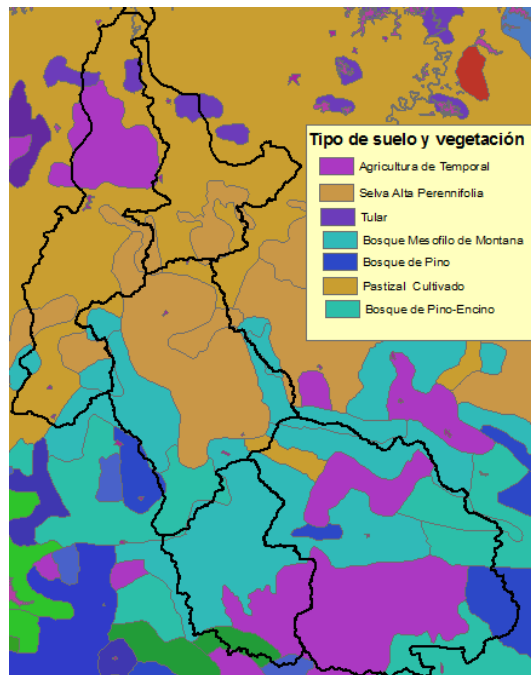 Tipo de suelo y vegetación
Agricultura de Temporal
Selva Alta Perennifolia
Tular
Bosque Mesofilo de Montana
Bosque de Pino
Pastizal Cultivado
Bosque de Pino-Encino